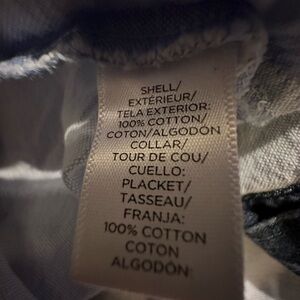 SHELL/
EXTÉRIEUR/
TELA EXTERIOR:
100% COTTON/
COTON/ALGODÓN
COLLAR/
TOUR DE COU/
CUELLO:
PLACKET/
TASSEAU/
FRANJA:
100% COTTON
COTON
ALGODÓN